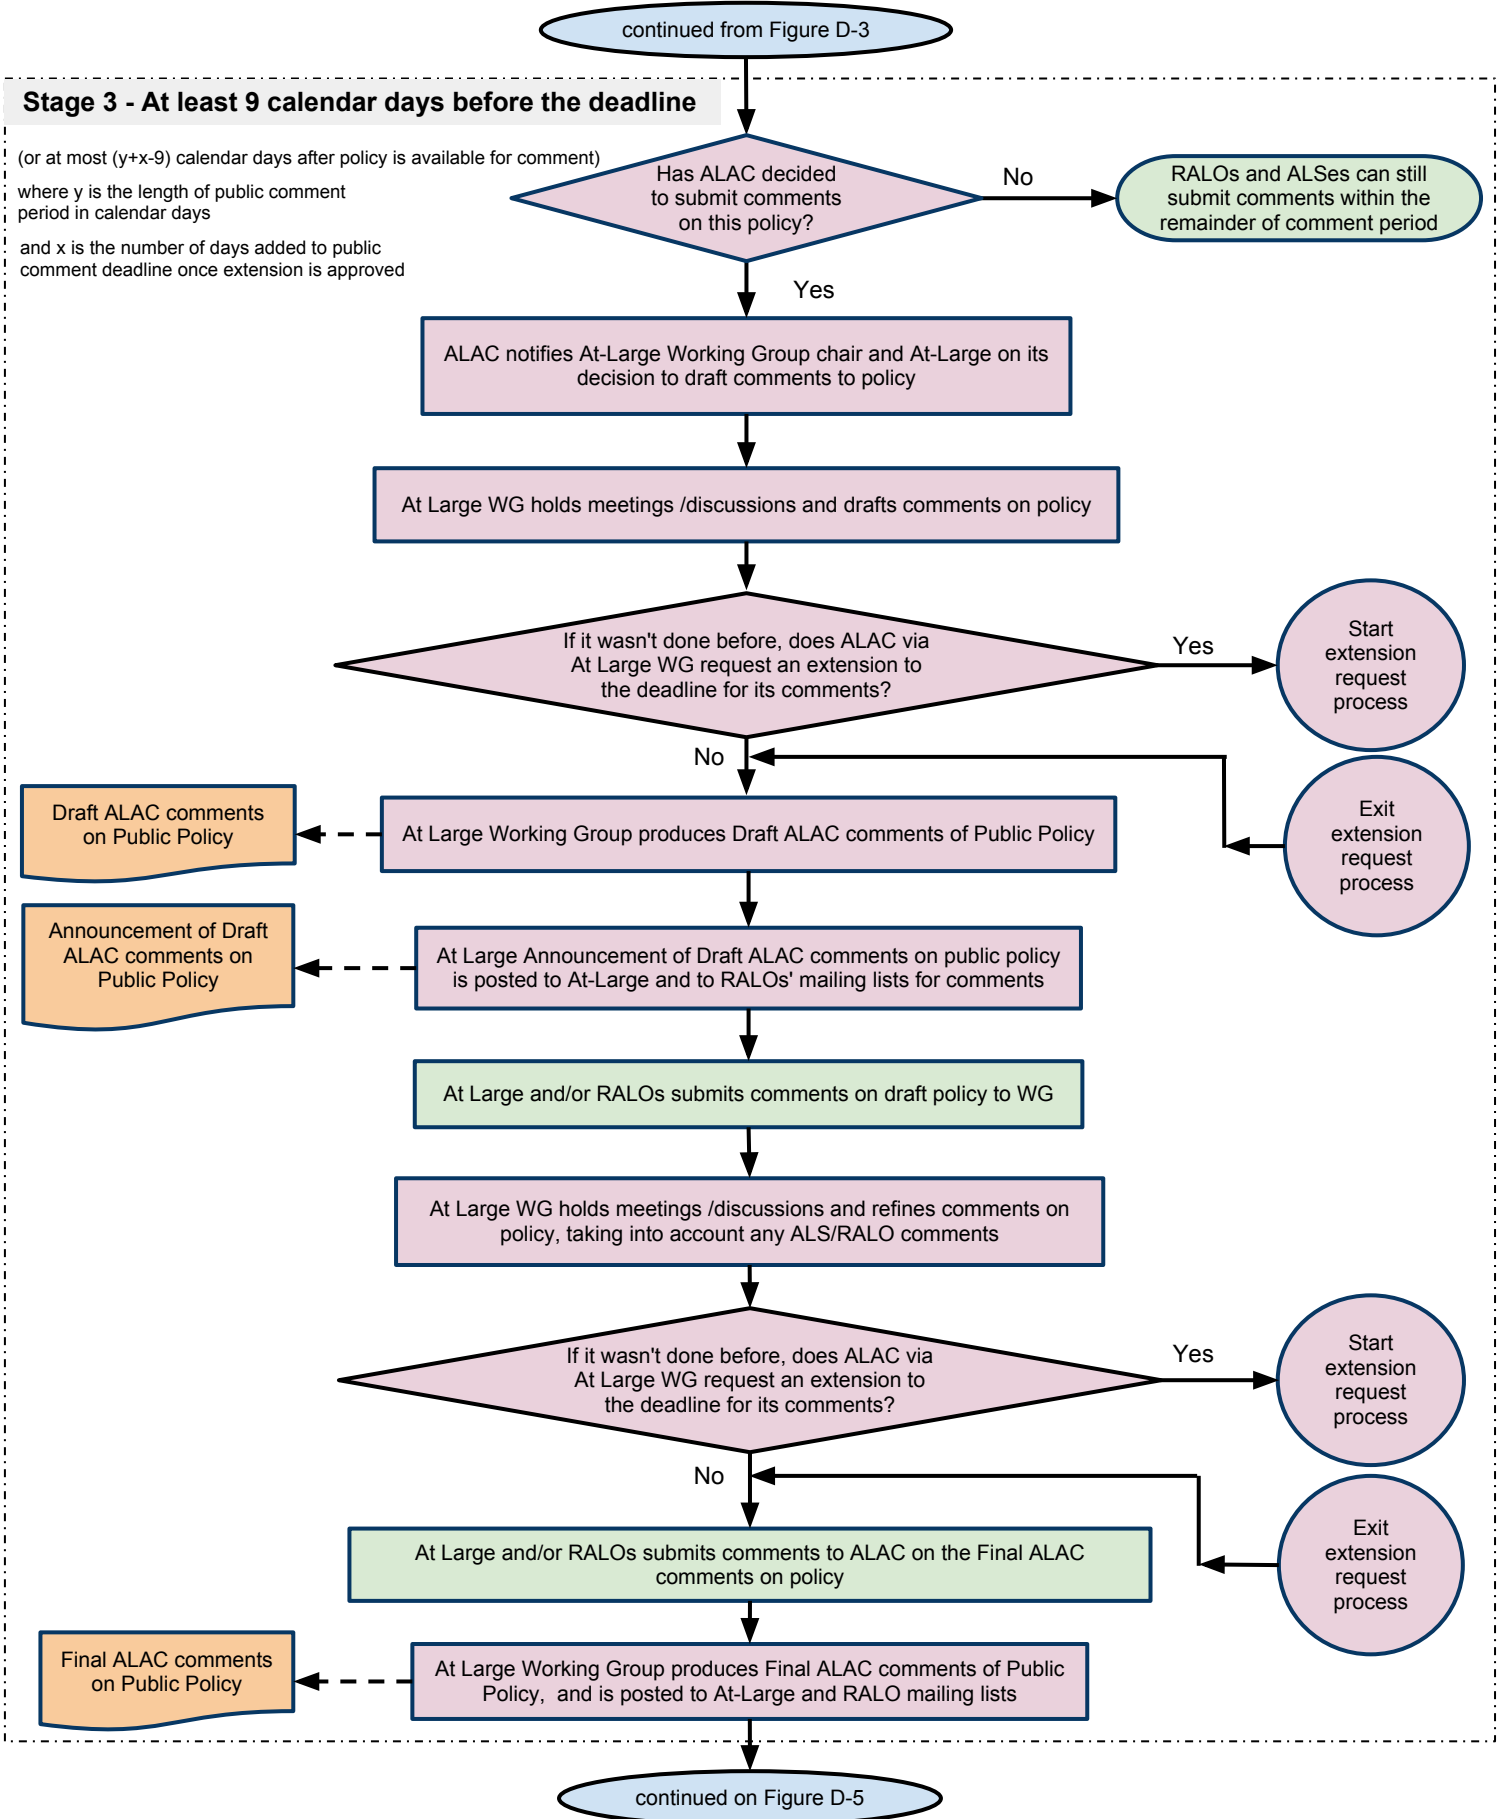 continued from Figure D-3
Stage 3 - At least 9 calendar days before the deadline
(or at most (y+x-9) calendar days after policy is available for comment)
where y is the length of public comment
period in calendar days
and x is the number of days added to public
comment deadline once extension is approved
Has ALAC decided
to submit comments
on this policy?
No
RALOs and ALSes can still
submit comments within the
remainder of comment period
Yes
ALAC notifies At-Large Working Group chair and At-Large on its
decision to draft comments to policy
At Large WG holds meetings /discussions and drafts comments on policy
If it wasn't done before, does ALAC via
At Large WG request an extension to
the deadline for its comments?
Yes
Start
extension
request
process
No
Exit
extension
request
process
Draft ALAC comments
on Public Policy
At Large Working Group produces Draft ALAC comments of Public Policy
Announcement of Draft
ALAC comments on
Public Policy
At Large Announcement of Draft ALAC comments on public policy
is posted to At-Large and to RALOs' mailing lists for comments
At Large and/or RALOs submits comments on draft policy to WG
At Large WG holds meetings /discussions and refines comments on
policy, taking into account any ALS/RALO comments
If it wasn't done before, does ALAC via
At Large WG request an extension to
the deadline for its comments?
Yes
Start
extension
request
process
No
Exit
extension
request
process
At Large and/or RALOs submits comments to ALAC on the Final ALAC
comments on policy
Final ALAC comments
on Public Policy
At Large Working Group produces Final ALAC comments of Public
Policy,  and is posted to At-Large and RALO mailing lists
continued on Figure D-5